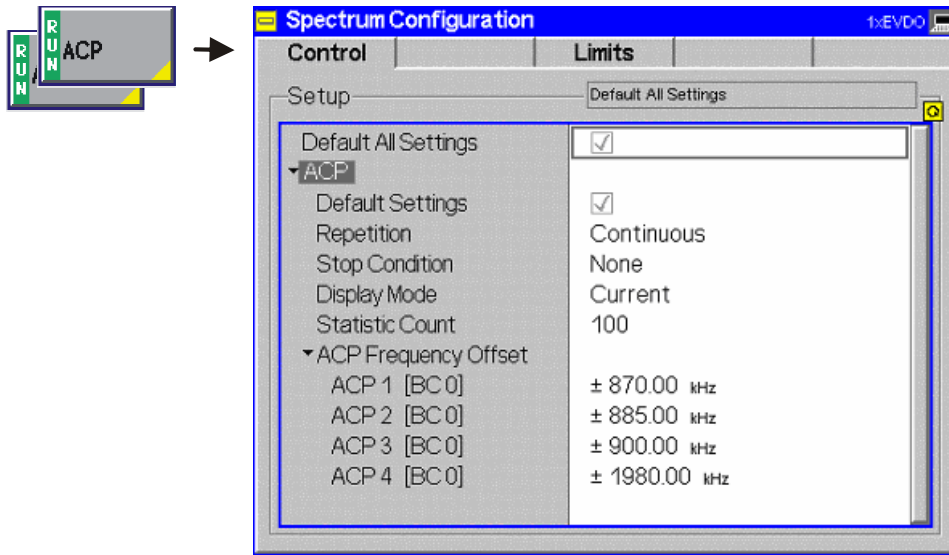 RUN
ACP
RUN
A
Spectrum Configuration
1xEVDO
Control
Limits
Setup
Default All Settings
Default All Settings
ACP
Default Settings
Repetition Continuous
Stop Condition None
Display Mode Current
Statistic Count 100
ACP Frequency Offset
ACP 1 [BC 0] ± 870.00 kHz
ACP 2 [BC 0] ± 885.00 kHz
ACP 3 [BC 0] ± 900.00 kHz
ACP 4 [BC 0] ± 1980.00 kHz